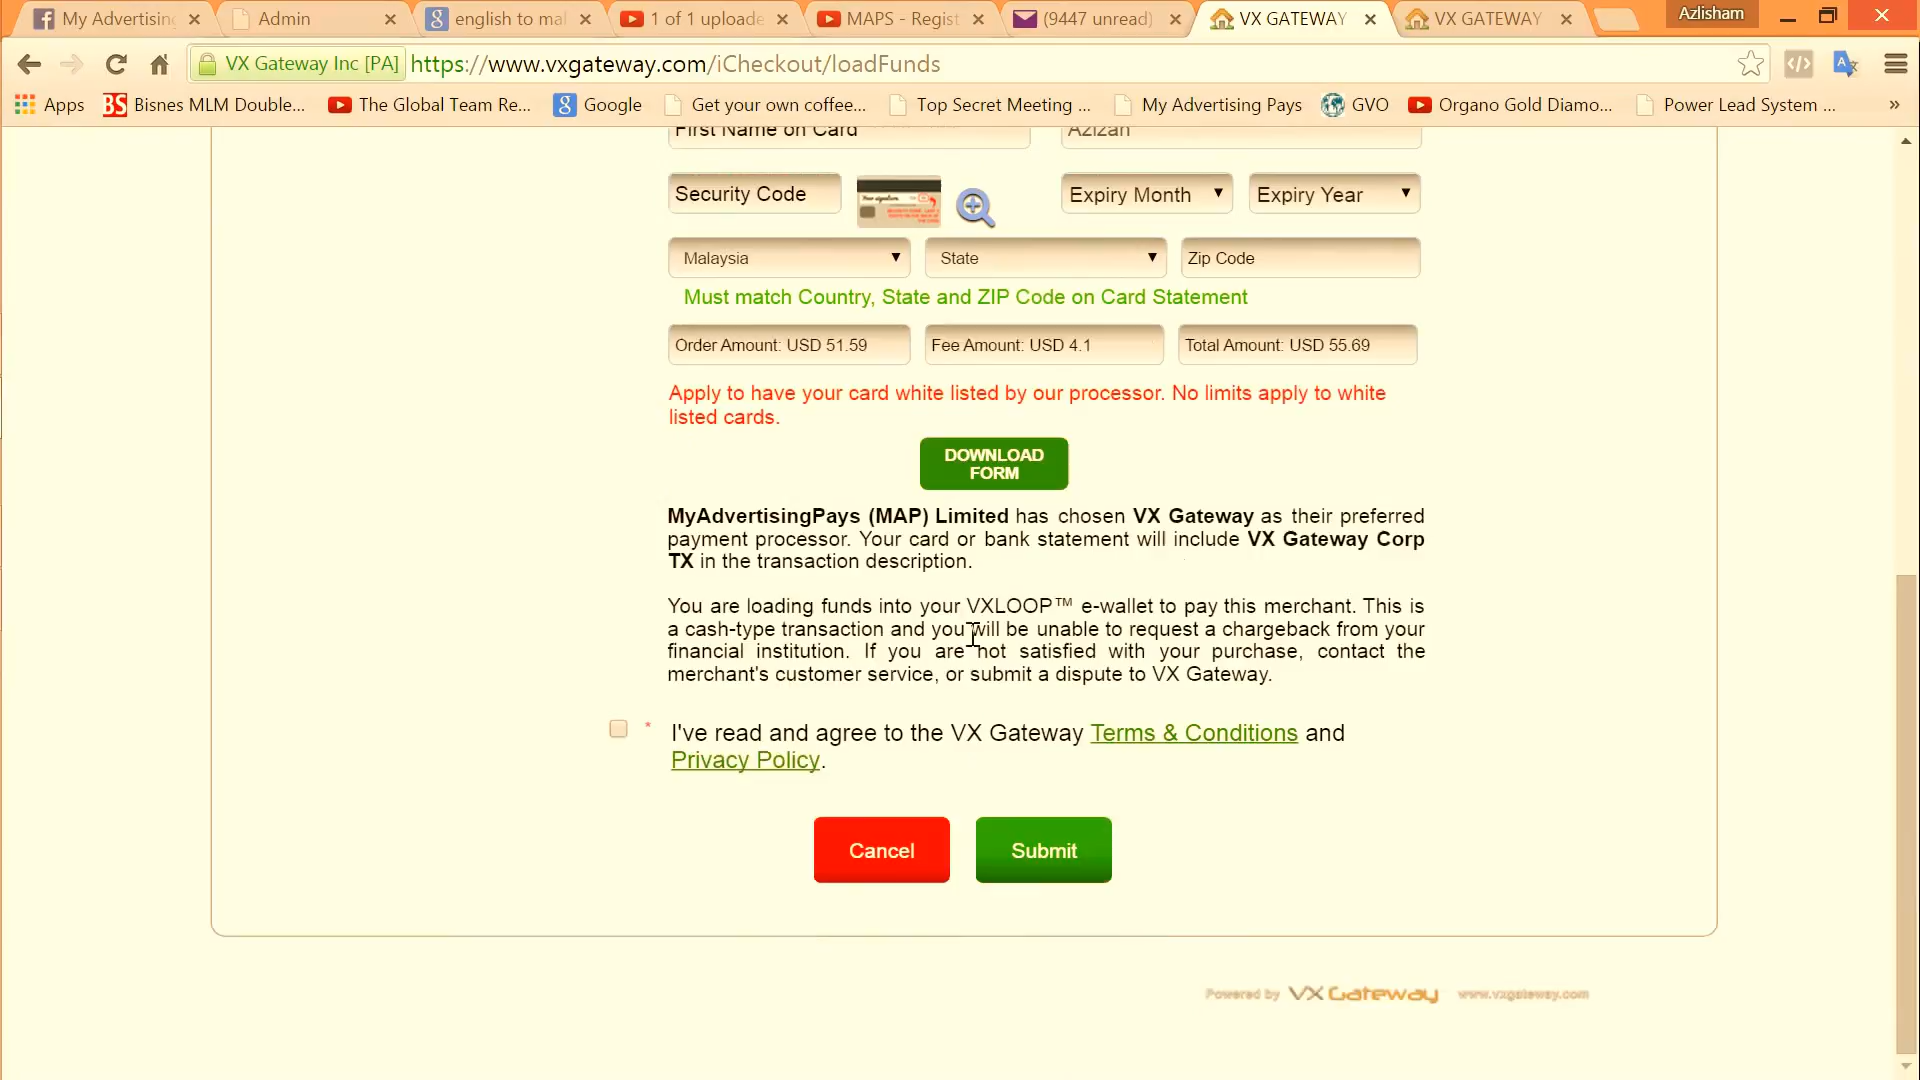 My Advertising
Admin
english to mal
1 of 1 uploade
MAPS - Regist
(9447 unread)
VX GATEWAY
VX GATEWAY
Azlisham
VX Gateway Inc [PA]
https://www.vxgateway.com/iCheckout/loadFunds
Apps
BS Bisnes MLM Double...
The Global Team Re...
Google
Get your own coffee...
Top Secret Meeting ...
My Advertising Pays
GVO
Organo Gold Diamo...
Power Lead System ...
»
First Name on Card
Azizan
Security Code
Expiry Month
Expiry Year
Malaysia
State
Zip Code
Must match Country, State and ZIP Code on Card Statement
Order Amount: USD 51.59
Fee Amount: USD 4.1
Total Amount: USD 55.69
Apply to have your card white listed by our processor. No limits apply to white
listed cards.
DOWNLOAD
FORM
MyAdvertisingPays (MAP) Limited has chosen VX Gateway as their preferred
payment processor. Your card or bank statement will include VX Gateway Corp
TX in the transaction description.
You are loading funds into your VXLOOP™ e-wallet to pay this merchant. This is
a cash-type transaction and you will be unable to request a chargeback from your
financial institution. If you are not satisfied with your purchase, contact the
merchant's customer service, or submit a dispute to VX Gateway.
* I've read and agree to the VX Gateway Terms & Conditions and
Privacy Policy.
Cancel
Submit
Powered by VX Gateway www.vxgateway.com